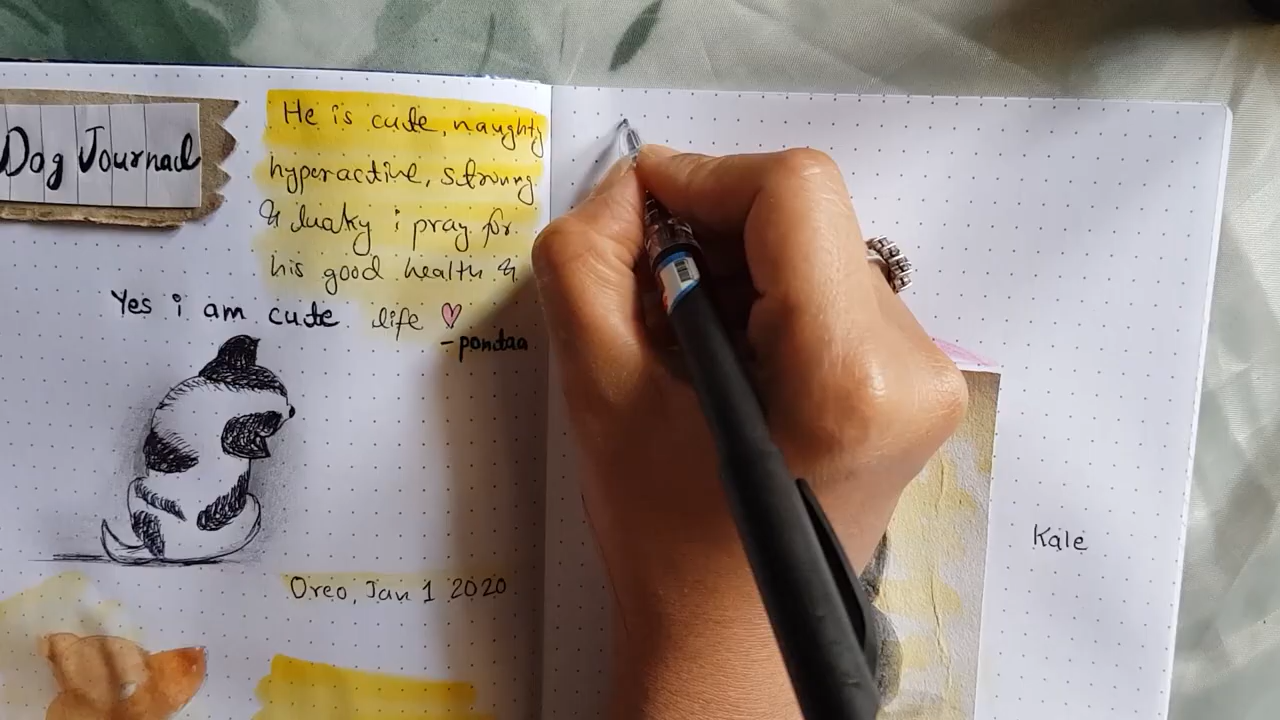 Dog Journal
He is cute, naughty
hyperactive, strong
& lucky i pray for
his good health &
life
- ponitaa
Yes i am cute
Oreo, Jan 1 2020
Kale